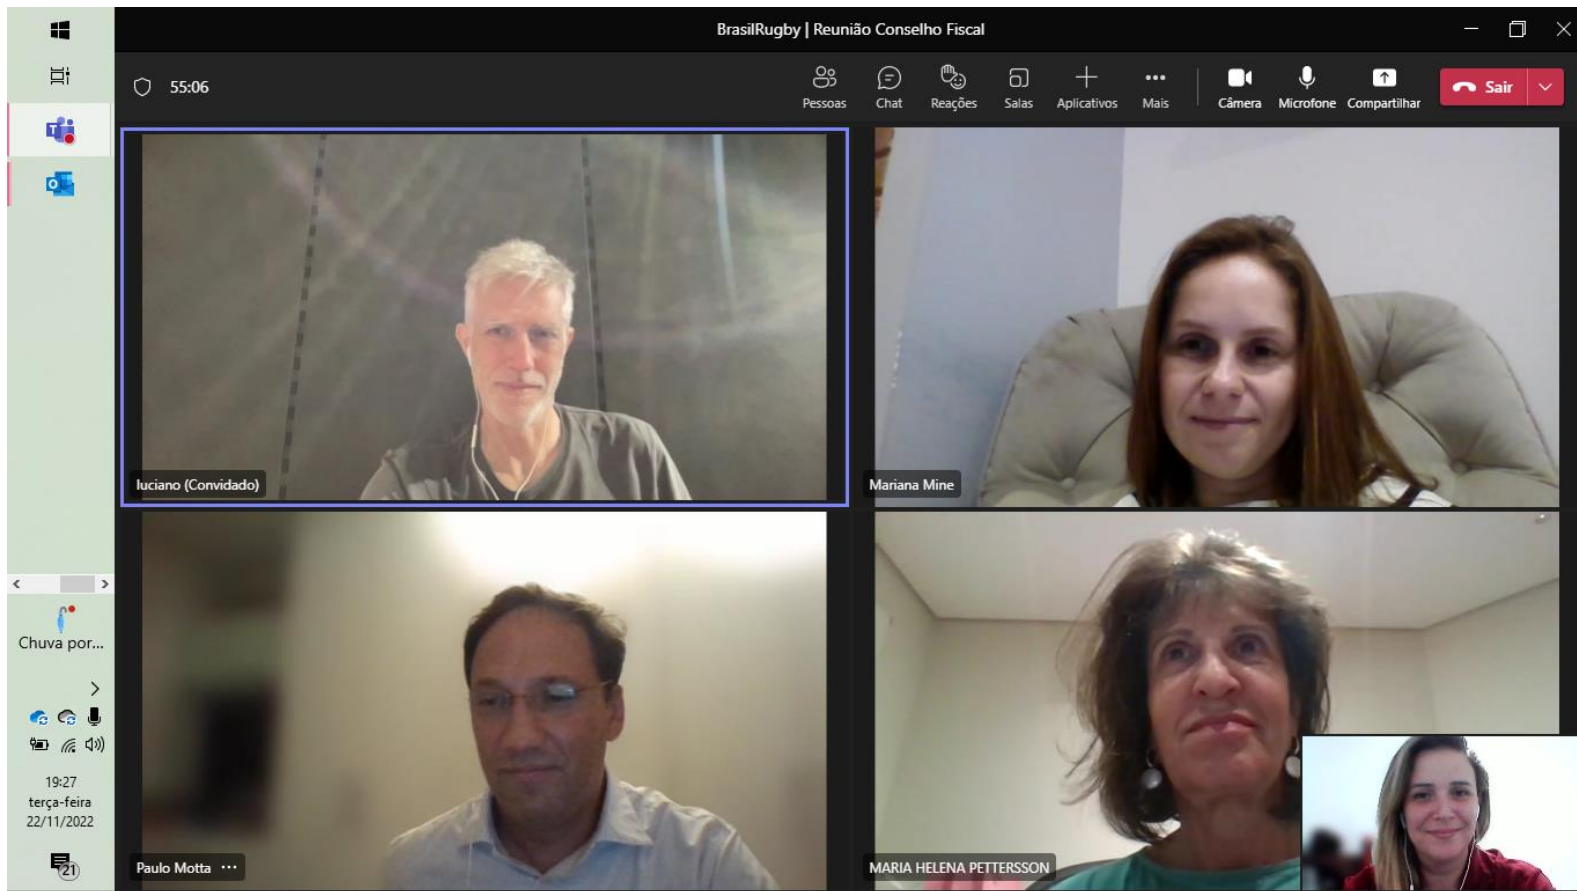 BrasilRugby | Reunião Conselho Fiscal
55:06
Pessoas
Chat
Reações
Salas
Aplicativos
Mais
Câmera
Microfone
Compartilhar
Sair
luciano (Convidado)
Mariana Mine
Paulo Motta ···
MARIA HELENA PETTERSSON
Chuva por...
19:27
terça-feira
22/11/2022
21